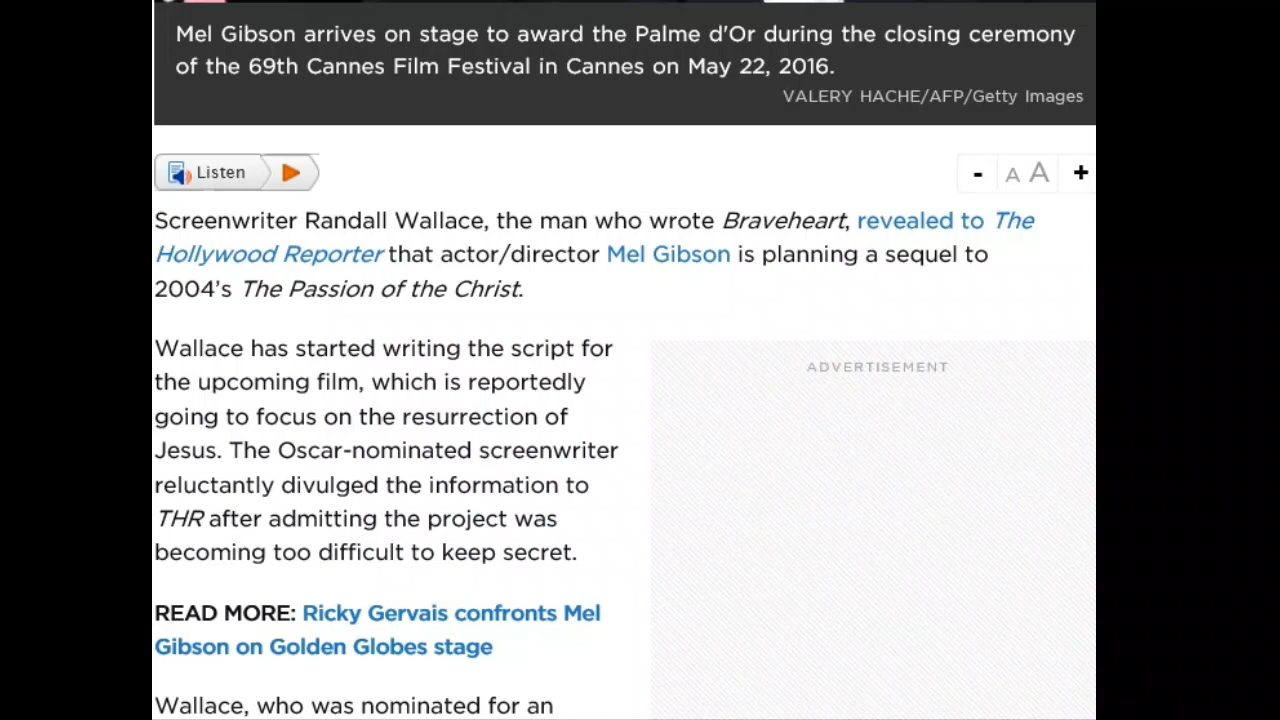 Mel Gibson arrives on stage to award the Palme d'Or during the closing ceremony
of the 69th Cannes Film Festival in Cannes on May 22, 2016.
VALERY HACHE/AFP/Getty Images
Listen
- A A +
Screenwriter Randall Wallace, the man who wrote Braveheart, revealed to The
Hollywood Reporter that actor/director Mel Gibson is planning a sequel to
2004’s The Passion of the Christ.
Wallace has started writing the script for
the upcoming film, which is reportedly
going to focus on the resurrection of
Jesus. The Oscar-nominated screenwriter
reluctantly divulged the information to
THR after admitting the project was
becoming too difficult to keep secret.
ADVERTISEMENT
READ MORE: Ricky Gervais confronts Mel
Gibson on Golden Globes stage
Wallace, who was nominated for an